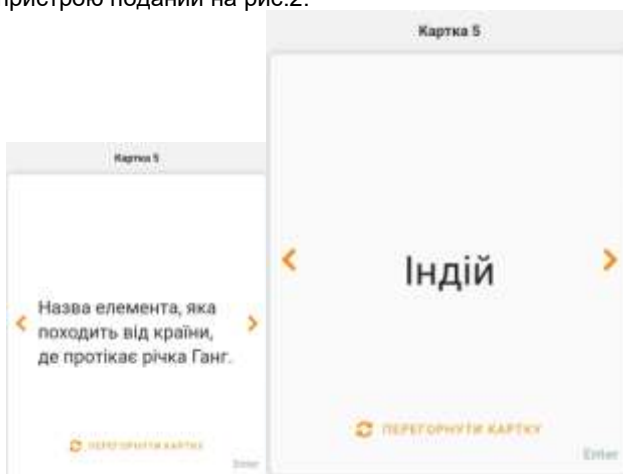 пристрою поданий на рис.2.
Картка 5
Назва елемента, яка
походить від країни,
де протікає річка Ганг.
ПЕРЕГОРНУТИ КАРТКУ
Enter
Картка 5
Індій
ПЕРЕГОРНУТИ КАРТКУ
Enter